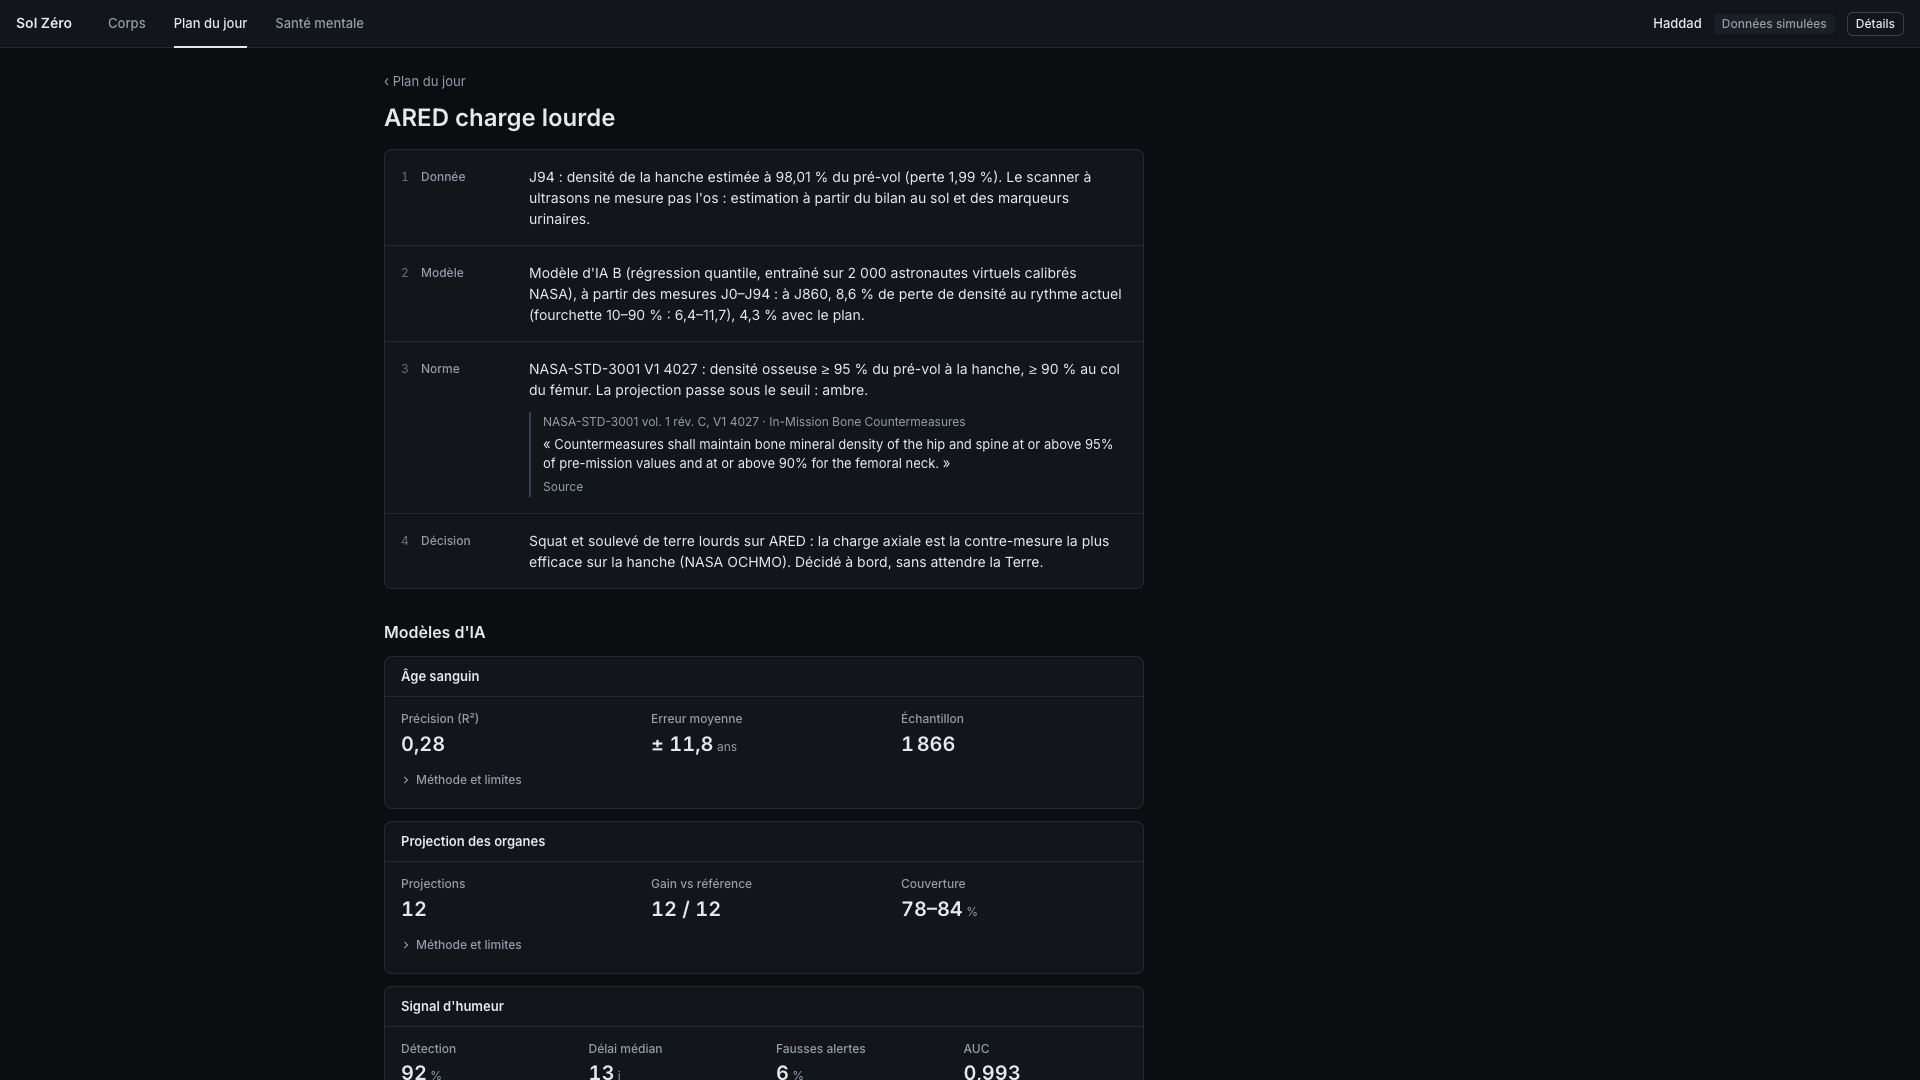 Sol Zéro Corps Plan du jour Santé mentale Haddad Données simulées Détails
‹ Plan du jour
ARED charge lourde
1 Donnée
J94 : densité de la hanche estimée à 98,01 % du pré-vol (perte 1,99 %). Le scanner à
ultrasons ne mesure pas l'os : estimation à partir du bilan au sol et des marqueurs
urinaires.
2 Modèle
Modèle d'IA B (régression quantile, entraîné sur 2 000 astronautes virtuels calibrés
NASA), à partir des mesures J0–J94 : à J860, 8,6 % de perte de densité au rythme actuel
(fourchette 10–90 % : 6,4–11,7), 4,3 % avec le plan.
3 Norme
NASA-STD-3001 V1 4027 : densité osseuse ≥ 95 % du pré-vol à la hanche, ≥ 90 % au col
du fémur. La projection passe sous le seuil : ambre.
NASA-STD-3001 vol. 1 rév. C, V1 4027 · In-Mission Bone Countermeasures
« Countermeasures shall maintain bone mineral density of the hip and spine at or above 95%
of pre-mission values and at or above 90% for the femoral neck. »
Source
4 Décision
Squat et soulevé de terre lourds sur ARED : la charge axiale est la contre-mesure la plus
efficace sur la hanche (NASA OCHMO). Décidé à bord, sans attendre la Terre.
Modèles d'IA
Âge sanguin
Précision (R²) Erreur moyenne Échantillon
0,28 ± 11,8 ans 1 866
› Méthode et limites
Projection des organes
Projections Gain vs référence Couverture
12 12 / 12 78–84 %
› Méthode et limites
Signal d'humeur
Détection Délai médian Fausses alertes AUC
92 % 13 j 6 % 0,993